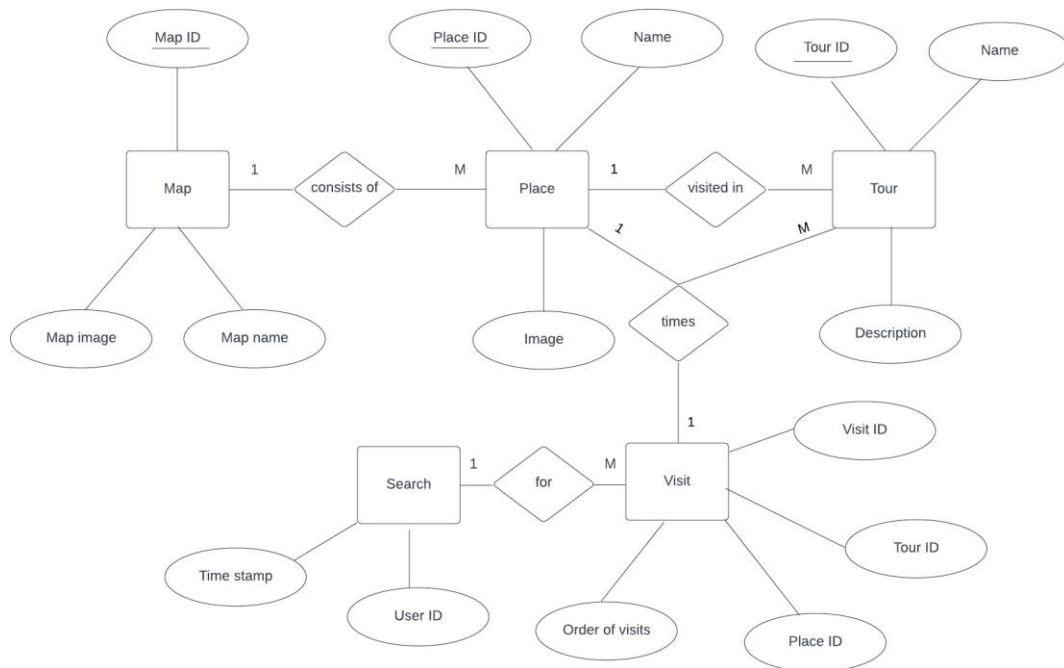 Map ID
Place ID
Name
Tour ID
Name
Map
1
consists of
M
Place
1
visited in
M
Tour
1
M
Map image
Map name
Image
times
Description
1
Visit ID
Search
1
for
M
Visit
Tour ID
Time stamp
User ID
Order of visits
Place ID